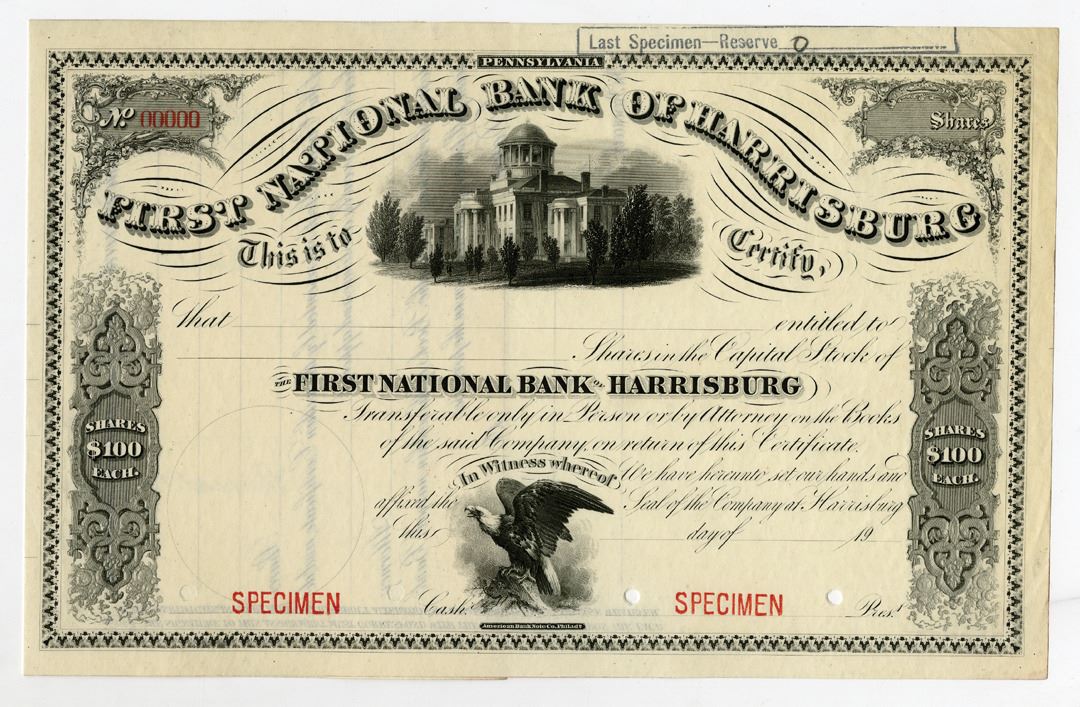 Last Specimen—Reserve 0
PENNSYLVANIA
No 00000
Shares
FIRST NATIONAL BANK OF HARRISBURG
This is to Certify,
That entitled to
Shares in the Capital Stock of
THE FIRST NATIONAL BANK OF HARRISBURG
Transferable only in Person or by Attorney on the Books
of the said Company, on return of this Certificate.
In Witness whereof We have hereunto set our hands and
affixed the Seal of the Company at Harrisburg
this day of 19
SHARES
$100
EACH.
SHARES
$100
EACH.
SPECIMEN
Cash.
SPECIMEN
Prest
American Bank Note Co. Philad'a